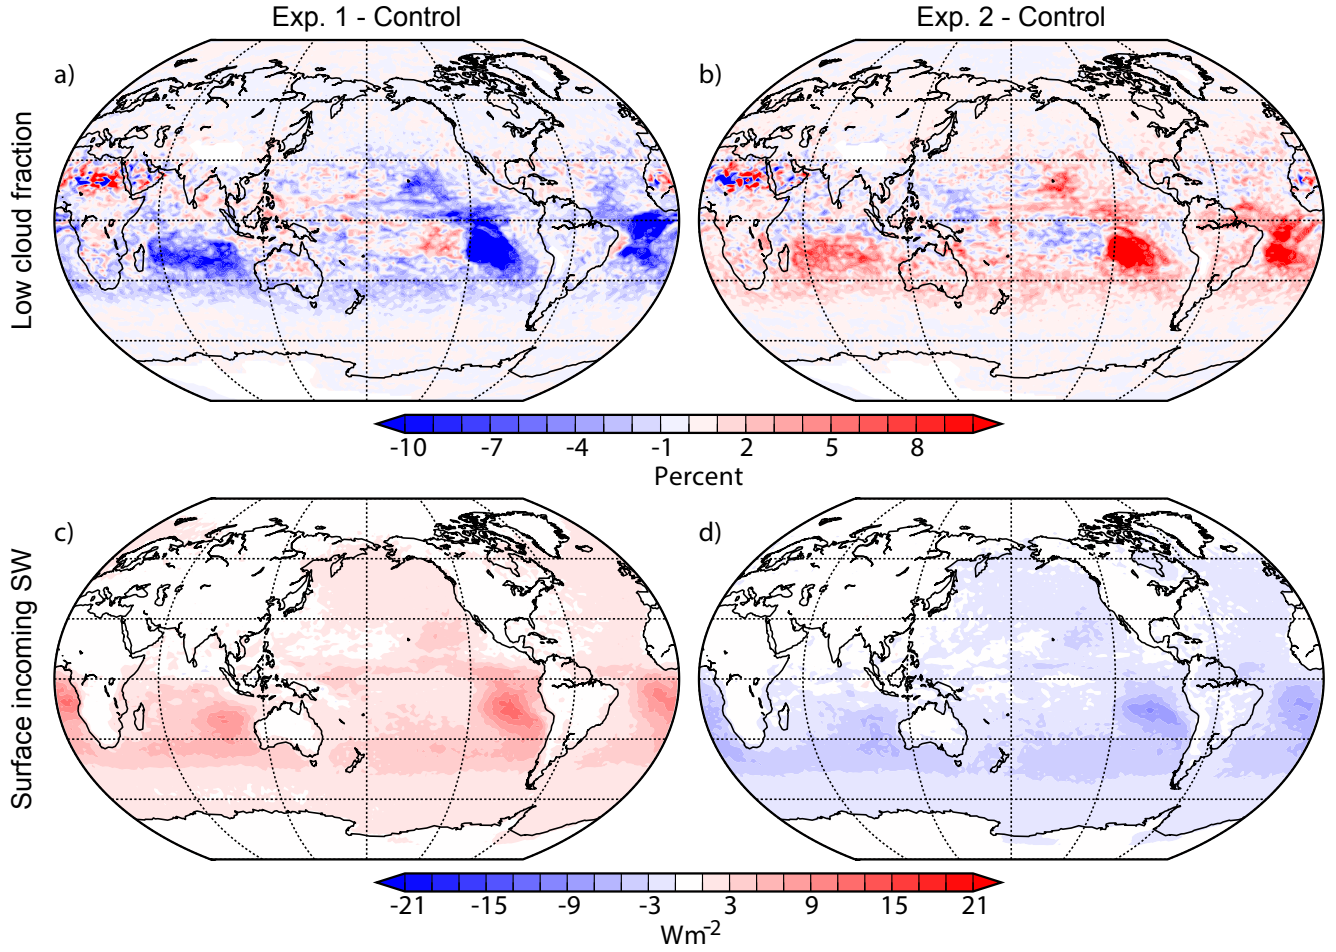 Exp. 1 - Control
Exp. 2 - Control
a)
b)
Low cloud fraction
-10 -7 -4 -1 2 5 8
Percent
c)
d)
Surface incoming SW
-21 -15 -9 -3 3 9 15 21
Wm-2